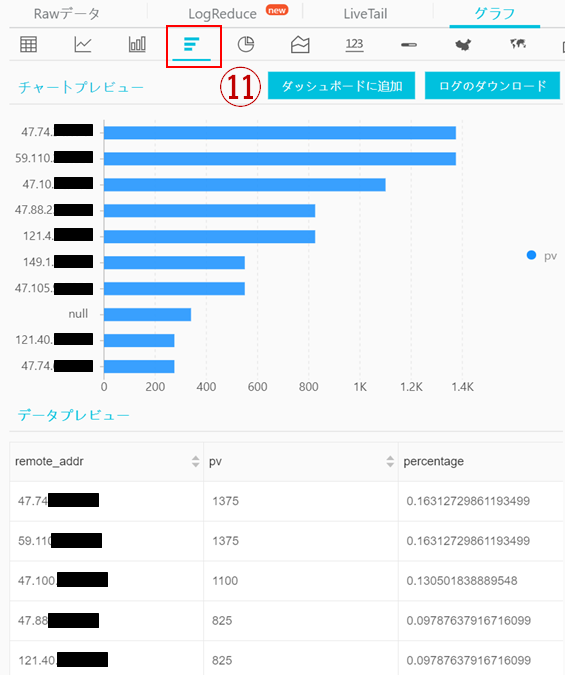 Rawデータ LogReduce new LiveTail グラフ
123
チャートプレビュー ⑪ ダッシュボードに追加 ログのダウンロード
47.74.
59.110.
47.10.
47.88.2
121.4.
149.1.
47.105.
null
121.40.
47.74.
pv
0 200 400 600 800 1K 1.2K 1.4K
データプレビュー
remote_addr pv percentage
47.74 1375 0.16312729861193499
59.110 1375 0.16312729861193499
47.100. 1100 0.130501838889548
47.88 825 0.09787637916716099
121.40. 825 0.09787637916716099